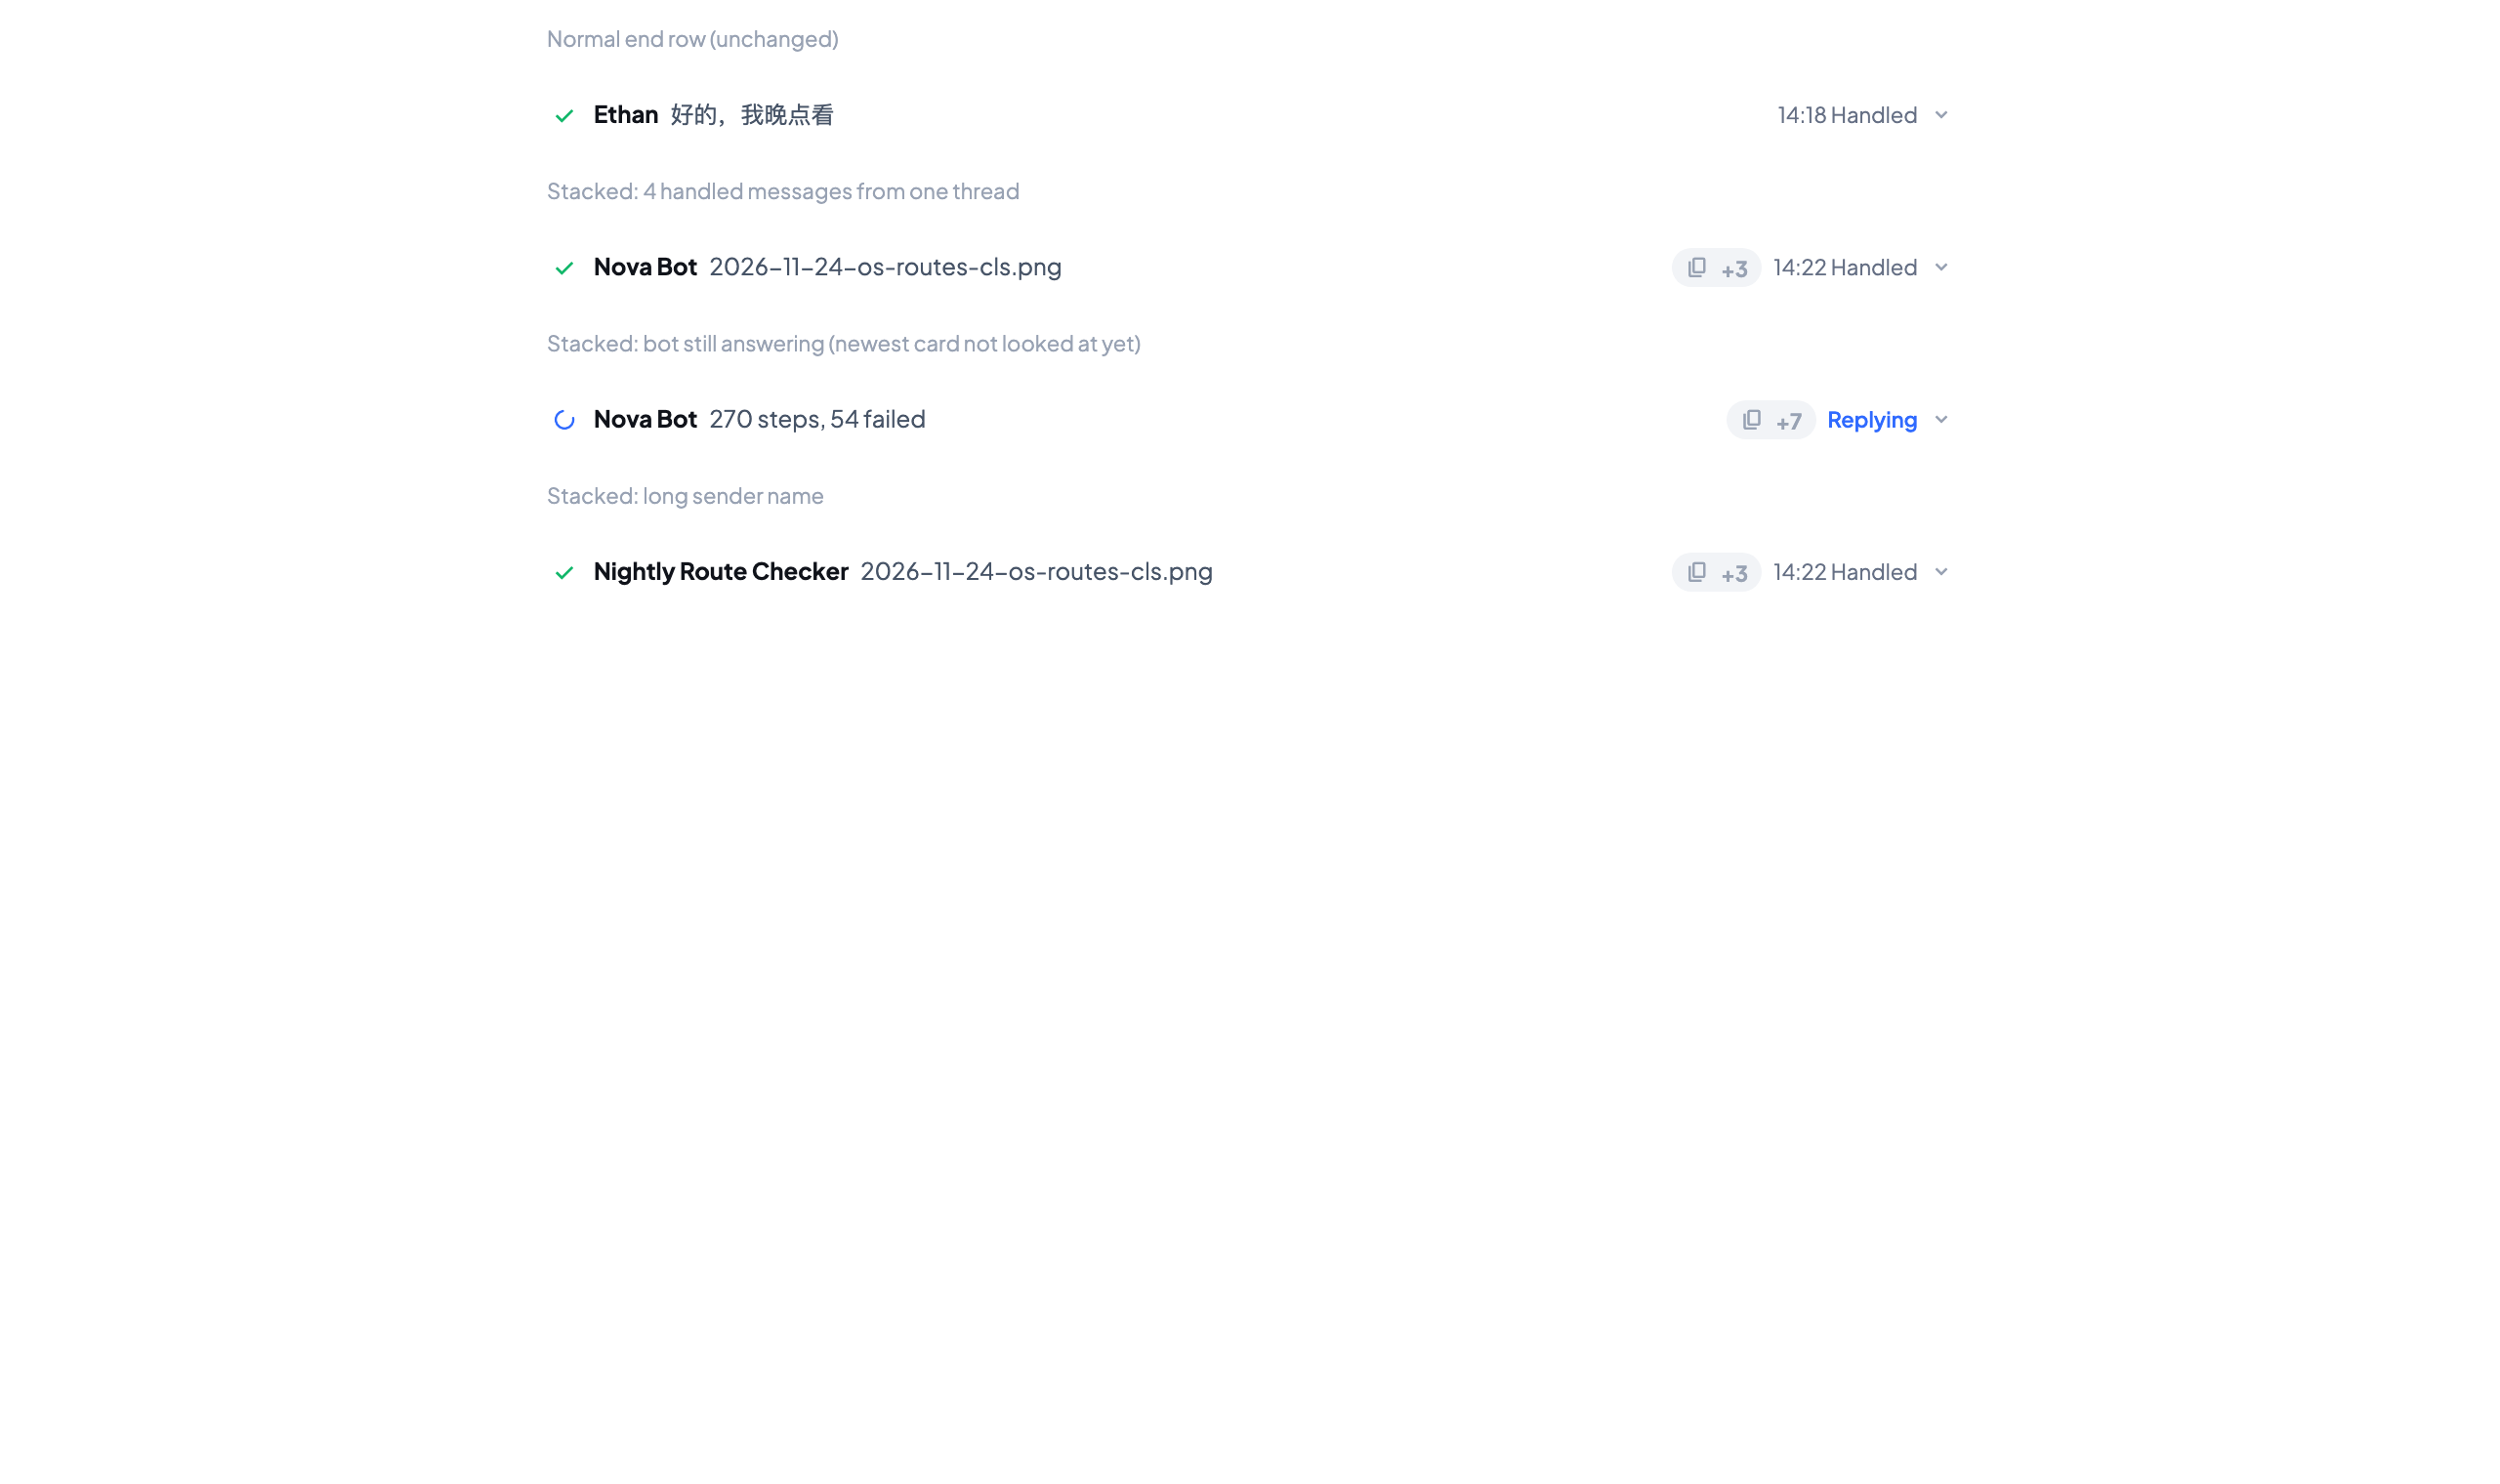 Normal end row (unchanged)
Ethan 好的，我晚点看 14:18 Handled
Stacked: 4 handled messages from one thread
Nova Bot 2026-11-24-os-routes-cls.png +3 14:22 Handled
Stacked: bot still answering (newest card not looked at yet)
Nova Bot 270 steps, 54 failed +7 Replying
Stacked: long sender name
Nightly Route Checker 2026-11-24-os-routes-cls.png +3 14:22 Handled